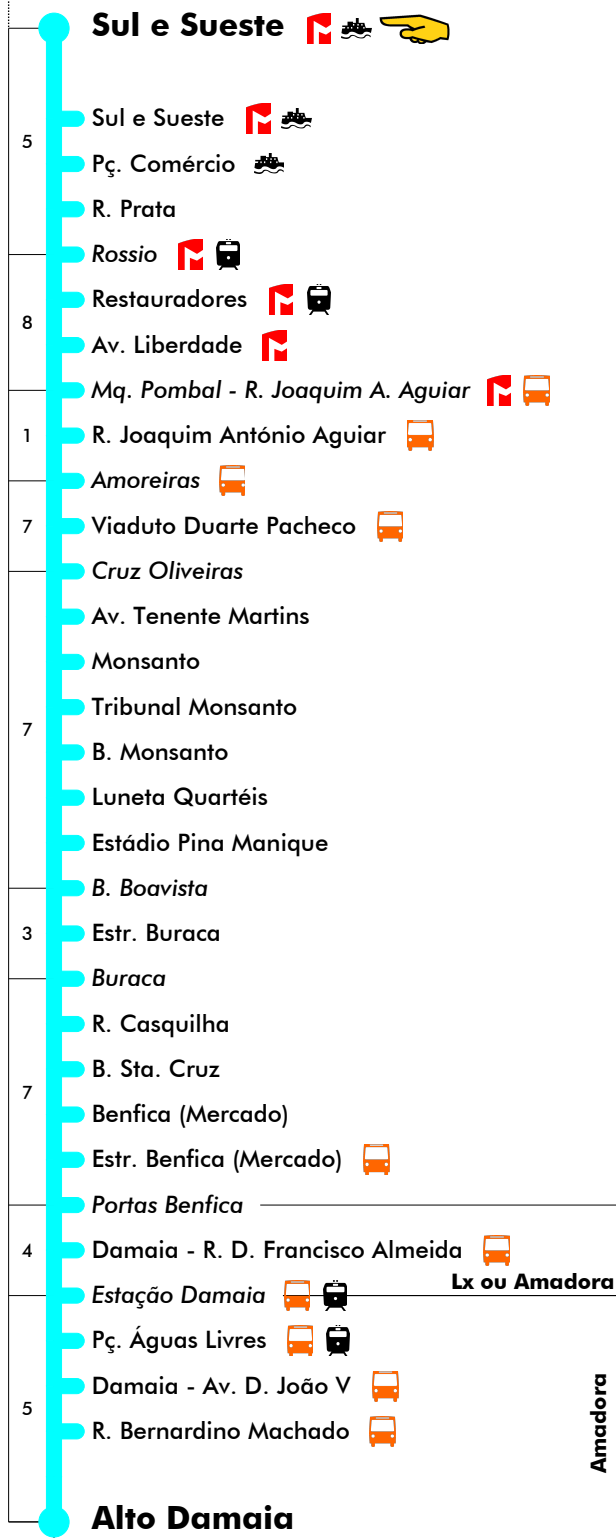 Sul e Sueste
5
Sul e Sueste
Pç. Comércio
R. Prata
Rossio
8
Restauradores
Av. Liberdade
Mq. Pombal - R. Joaquim A. Aguiar
1
R. Joaquim António Aguiar
Amoreiras
7
Viaduto Duarte Pacheco
Cruz Oliveiras
Av. Tenente Martins
Monsanto
7
Tribunal Monsanto
B. Monsanto
Luneta Quartéis
Estádio Pina Manique
B. Boavista
3
Estr. Buraca
Buraca
R. Casquilha
7
B. Sta. Cruz
Benfica (Mercado)
Estr. Benfica (Mercado)
Portas Benfica
4
Damaia - R. D. Francisco Almeida
Lx ou Amadora
Estação Damaia
Pç. Águas Livres
Damaia - Av. D. João V
5
R. Bernardino Machado
Amadora
Alto Damaia